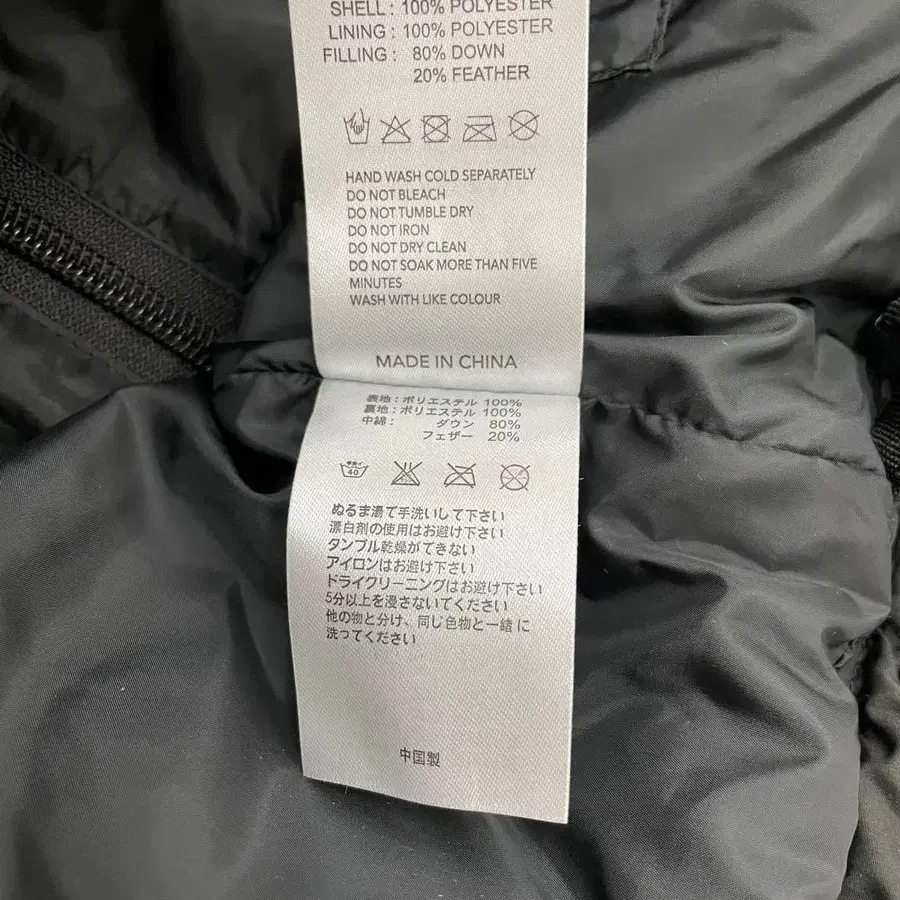 SHELL: 100% POLYESTER
LINING: 100% POLYESTER
FILLING: 80% DOWN
20% FEATHER
HAND WASH COLD SEPARATELY
DO NOT BLEACH
DO NOT TUMBLE DRY
DO NOT IRON
DO NOT DRY CLEAN
DO NOT SOAK MORE THAN FIVE
MINUTES
WASH WITH LIKE COLOUR
MADE IN CHINA
表地:ポリエステル 100%
裏地:ポリエステル 100%
中綿: ダウン 80%
フェザー 20%
40
ぬるま湯で手洗いして下さい
漂白剤の使用はお避け下さい
タンブル乾燥ができない
アイロンはお避け下さい
ドライクリーニングはお避け下さい
5分以上を浸さないてください
他の物と分け、同じ色物と一緒 に
洗ってください
中国製